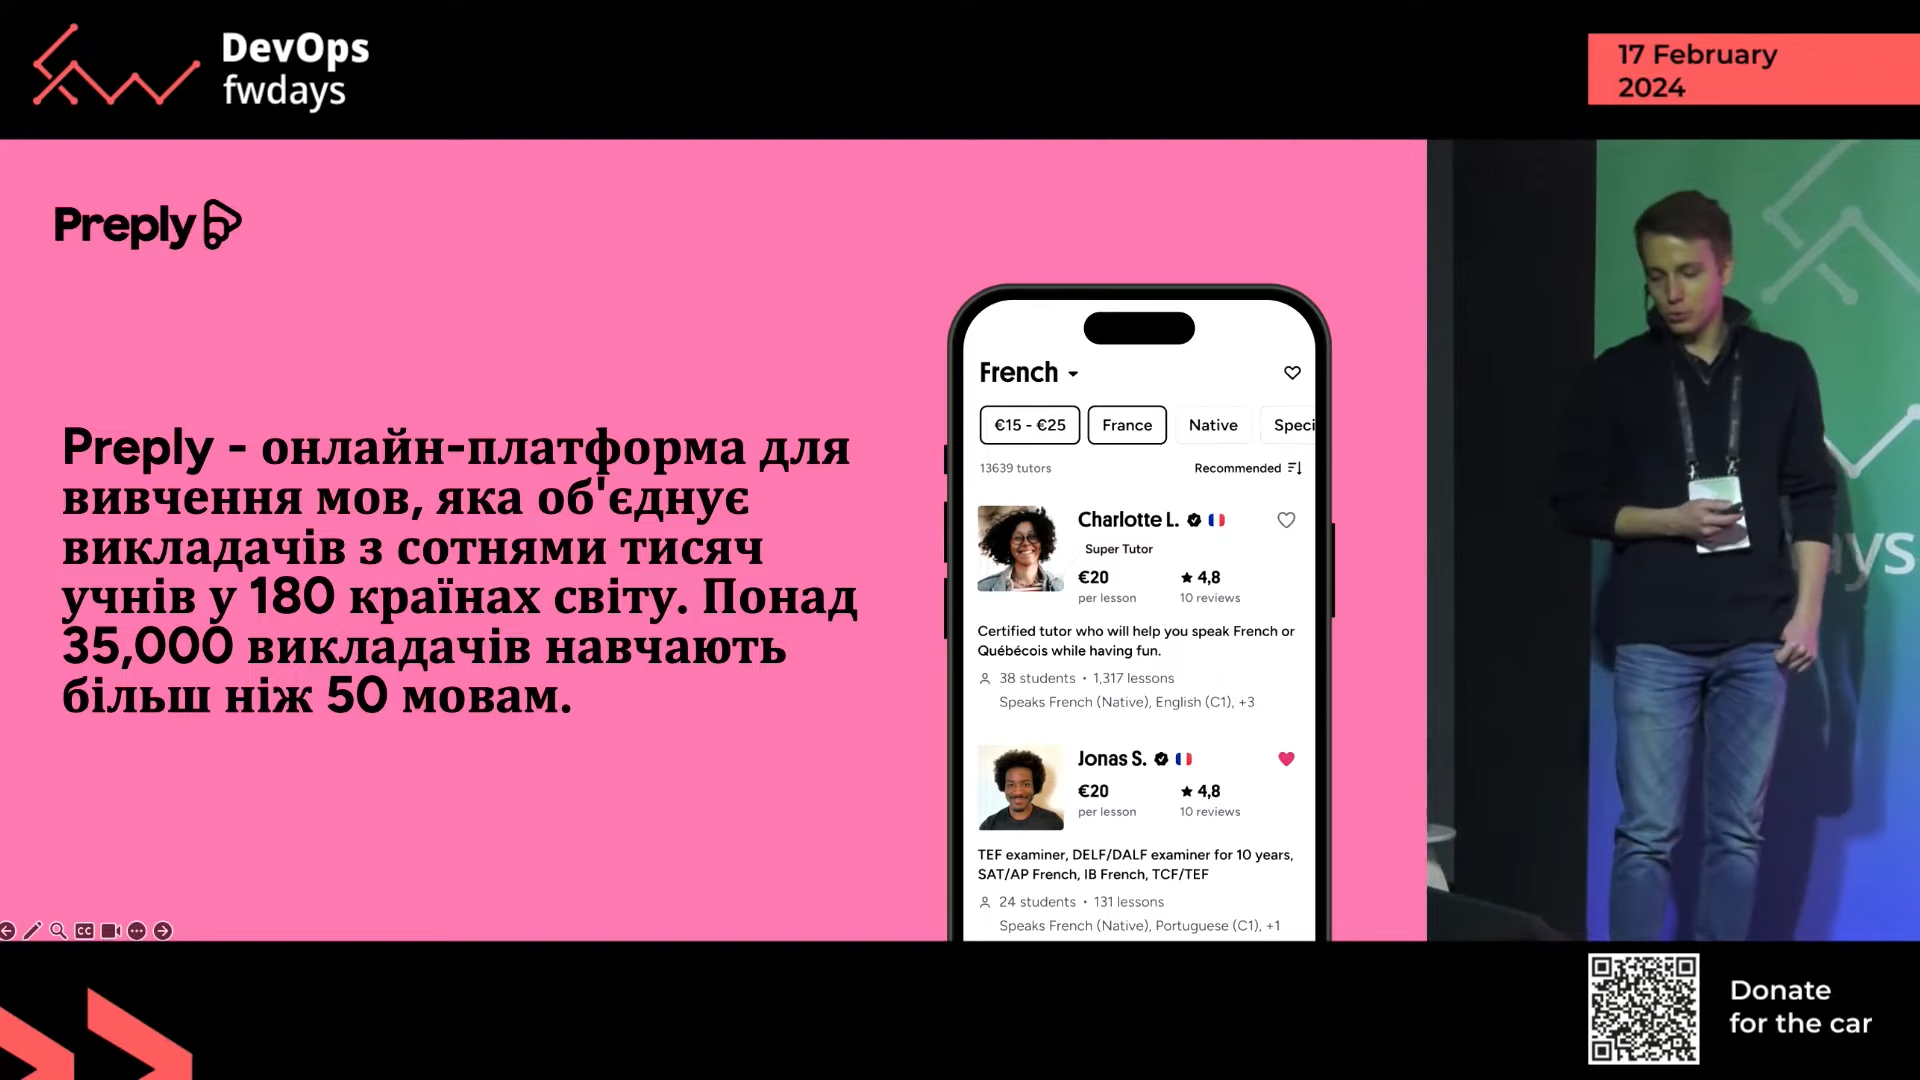 DevOps
fwdays
17 February
2024
Preply
Preply - онлайн-платформа для
вивчення мов, яка об'єднує
викладачів з сотнями тисяч
учнів у 180 країнах світу. Понад
35,000 викладачів навчають
більш ніж 50 мовам.
French
€15 - €25 France Native Speci
13639 tutors Recommended
Charlotte L.
Super Tutor
€20 4,8
per lesson 10 reviews
Certified tutor who will help you speak French or
Québécois while having fun.
38 students • 1,317 lessons
Speaks French (Native), English (C1), +3
Jonas S.
€20 4,8
per lesson 10 reviews
TEF examiner, DELF/DALF examiner for 10 years,
SAT/AP French, IB French, TCF/TEF
24 students • 131 lessons
Speaks French (Native), Portuguese (C1), +1
CC
ays
Donate
for the car